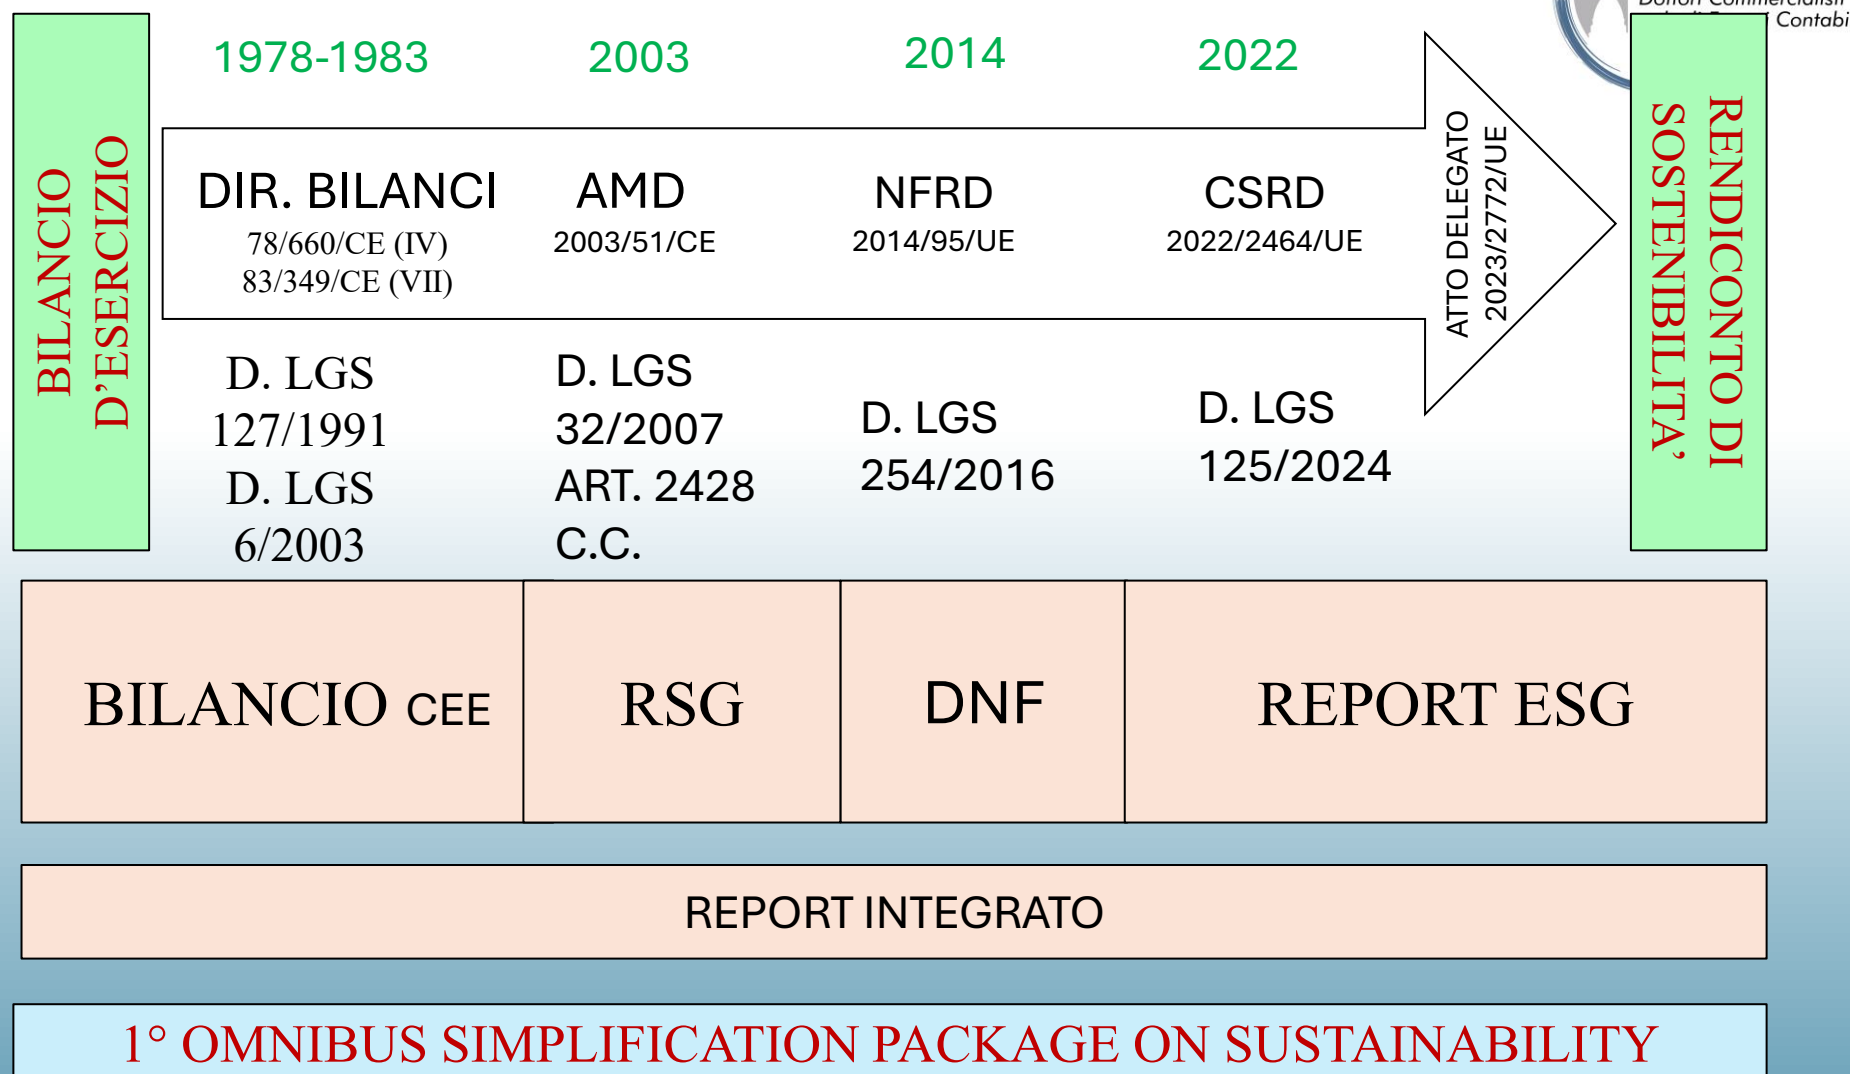 Dottori Commercialisti
Contabi
1978-1983
2003
2014
2022
BILANCIO
D’ESERCIZIO
DIR. BILANCI
78/660/CE (IV)
83/349/CE (VII)
AMD
2003/51/CE
NFRD
2014/95/UE
CSRD
2022/2464/UE
ATTO DELEGATO
2023/2772/UE
RENDICONTO DI
SOSTENIBILITA’
D. LGS
127/1991
D. LGS
6/2003
D. LGS
32/2007
ART. 2428
C.C.
D. LGS
254/2016
D. LGS
125/2024
BILANCIO CEE
RSG
DNF
REPORT ESG
REPORT INTEGRATO
1° OMNIBUS SIMPLIFICATION PACKAGE ON SUSTAINABILITY